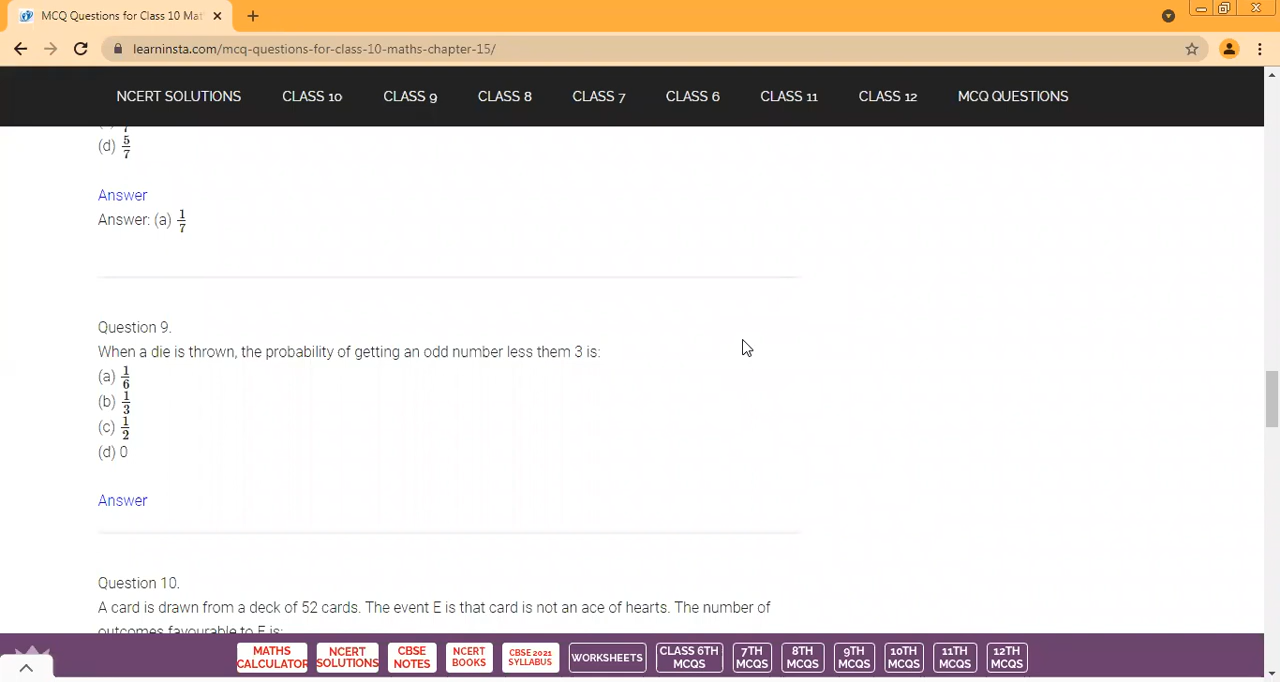 MCQ Questions for Class 10 Mat
learninsta.com/mcq-questions-for-class-10-maths-chapter-15/
NCERT SOLUTIONS CLASS 10 CLASS 9 CLASS 8 CLASS 7 CLASS 6 CLASS 11 CLASS 12 MCQ QUESTIONS
(d) 5/7
Answer
Answer: (a) 1/7
Question 9.
When a die is thrown, the probability of getting an odd number less them 3 is:
(a) 1/6
(b) 1/3
(c) 1/2
(d) 0
Answer
Question 10.
A card is drawn from a deck of 52 cards. The event E is that card is not an ace of hearts. The number of
outcomes favourable to E is:
MATHS CALCULATOR NCERT SOLUTIONS CBSE NOTES NCERT BOOKS CBSE 2021 SYLLABUS WORKSHEETS CLASS 6TH MCQS 7TH MCQS 8TH MCQS 9TH MCQS 10TH MCQS 11TH MCQS 12TH MCQS